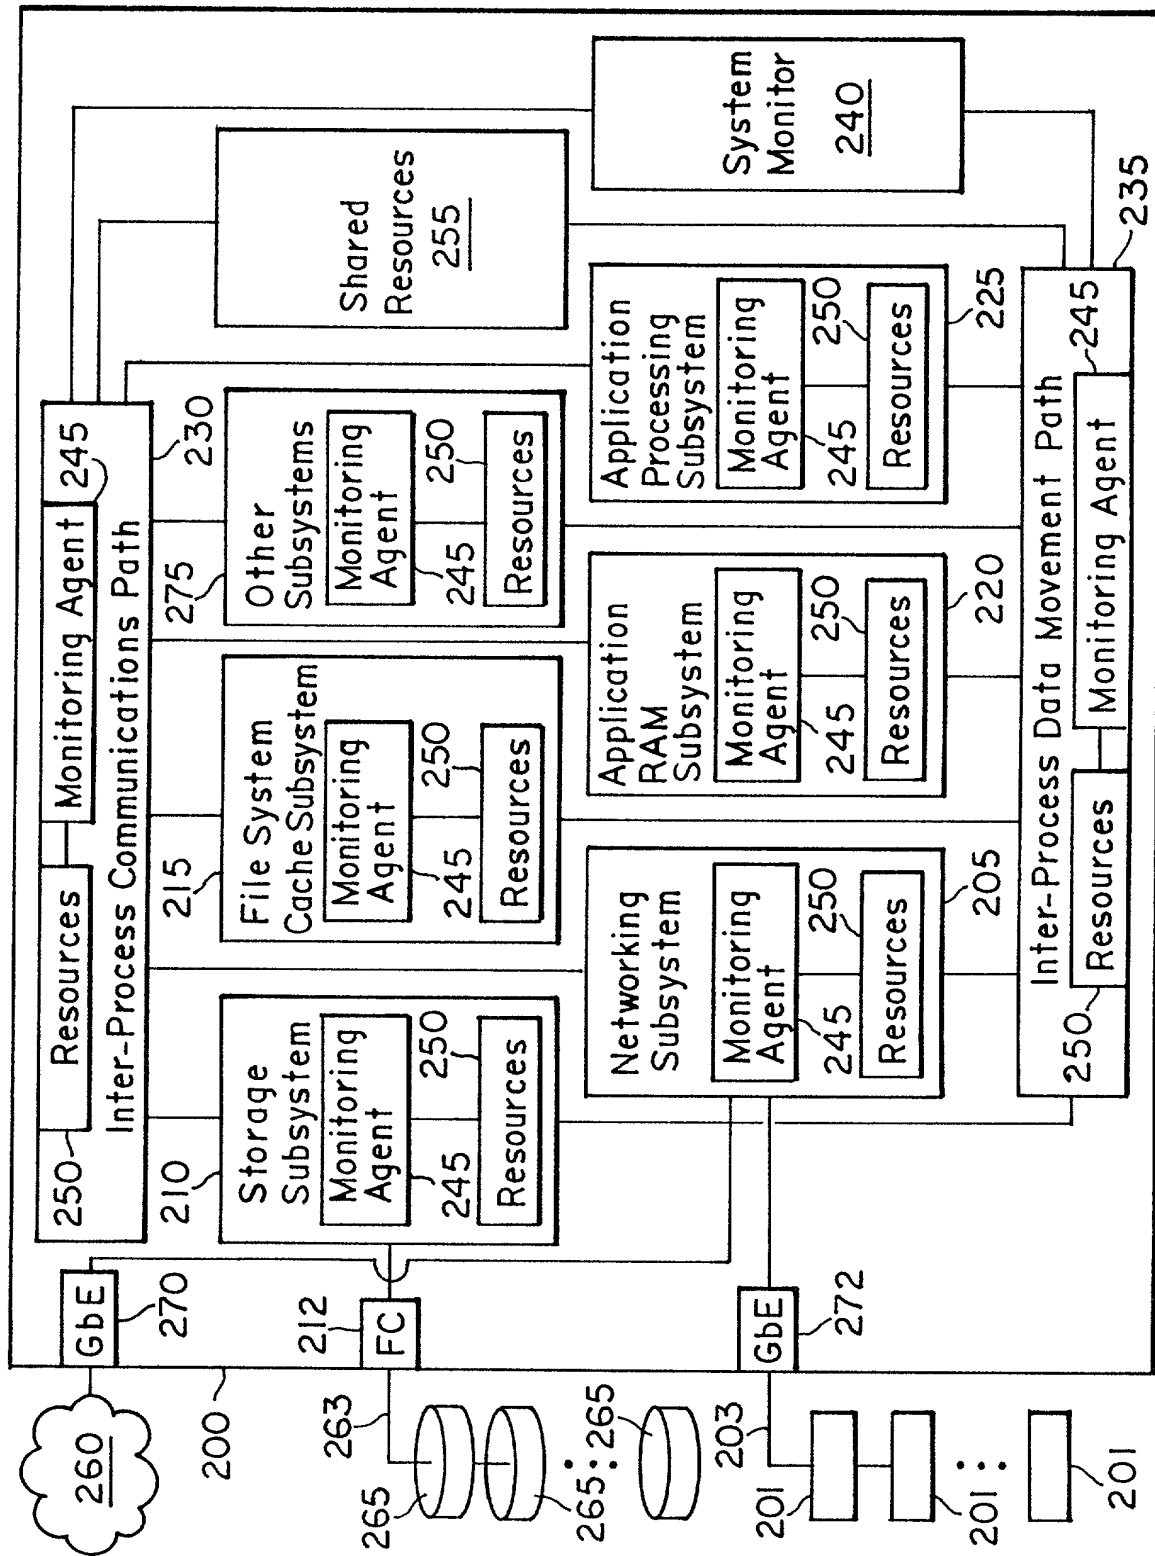 260
GbE
270
200
250
Resources
Monitoring Agent
245
Inter-Process Communications Path
230
210
Storage
Subsystem
Monitoring
Agent
245
250
Resources
215
File System
Cache Subsystem
Monitoring
Agent
245
250
Resources
275
Other
Subsystems
Monitoring
Agent
245
250
Resources
Shared
Resources
255
212
FC
263
265
265
265
Networking
Subsystem
Monitoring
Agent
245
250
Resources
205
Application
RAM
Subsystem
Monitoring
Agent
245
250
Resources
220
Application
Processing
Subsystem
Monitoring
Agent
245
250
Resources
225
System
Monitor
240
GbE
272
203
201
201
201
Inter-Process Data Movement Path
235
250
Resources
Monitoring Agent
245